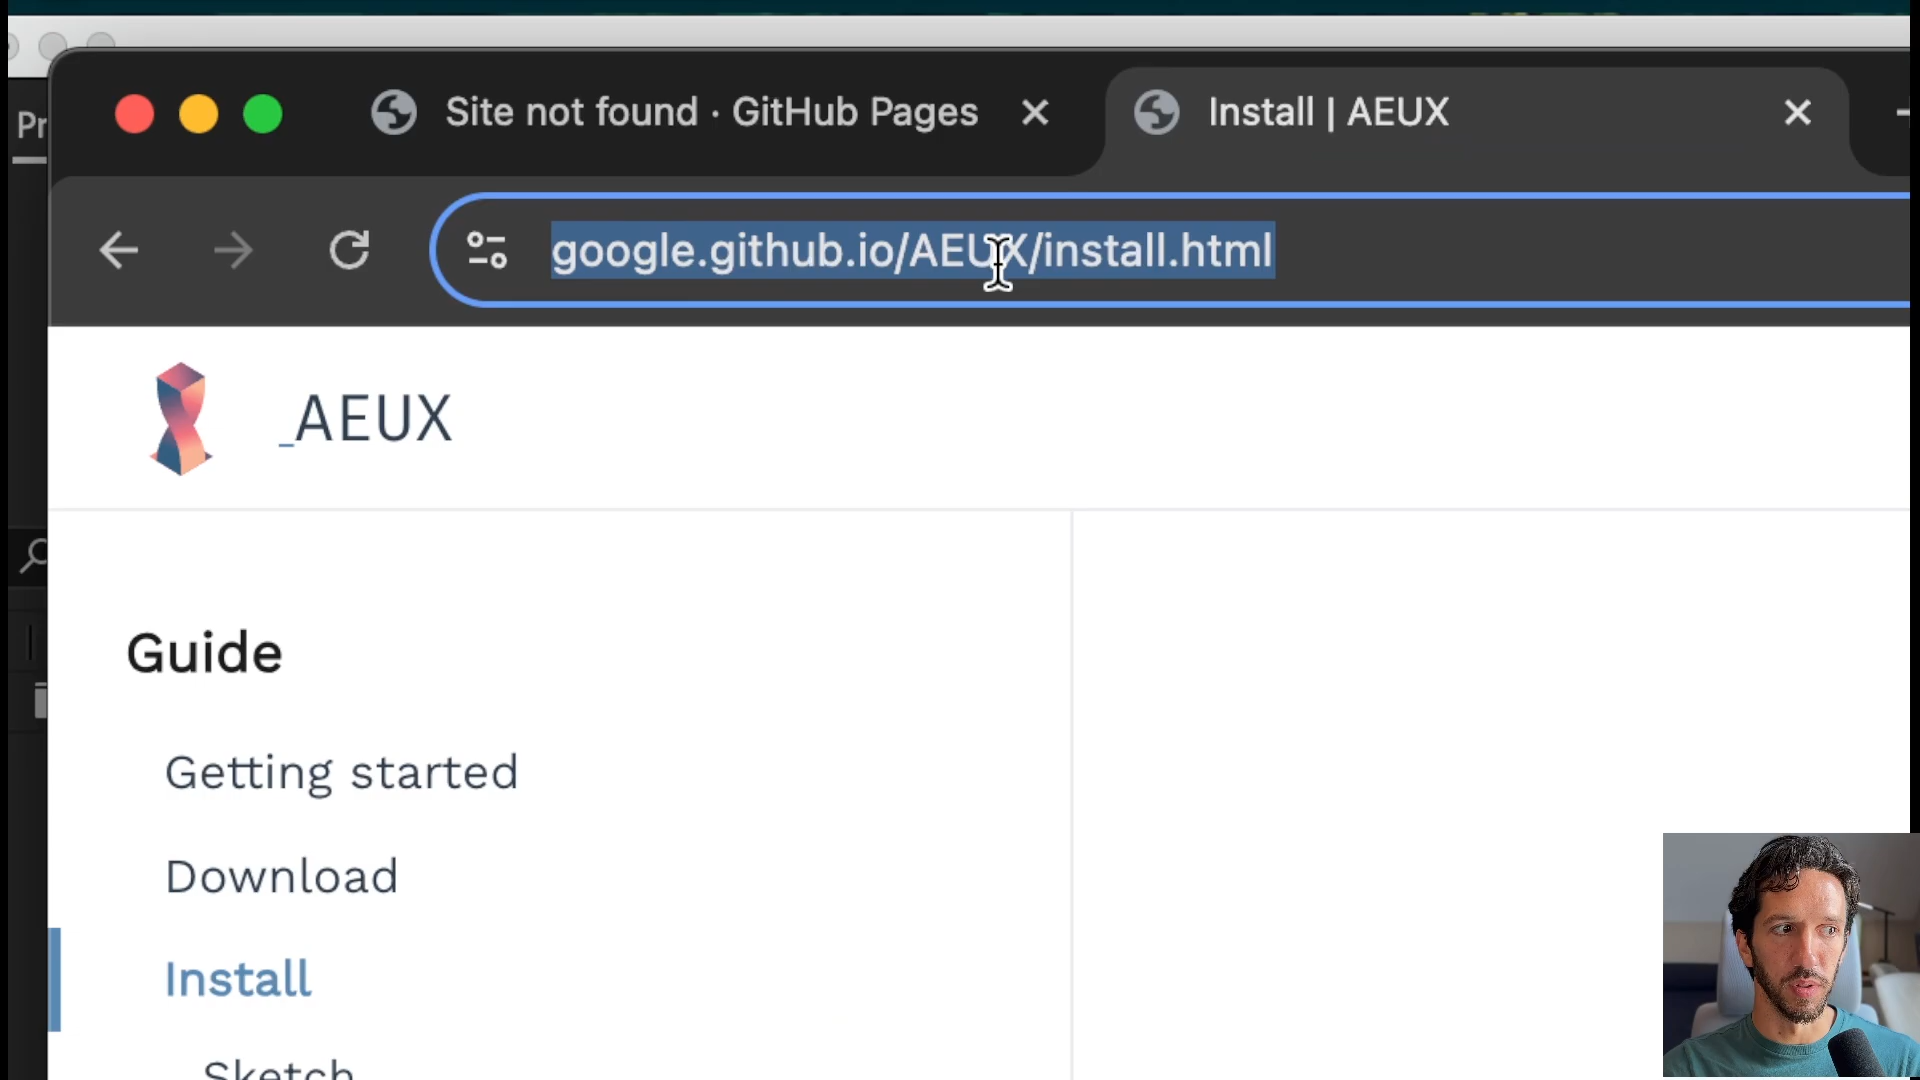 Pr
Site not found · GitHub Pages
Install | AEUX
google.github.io/AEUX/install.html
_AEUX
Guide
Getting started
Download
Install
Sketch